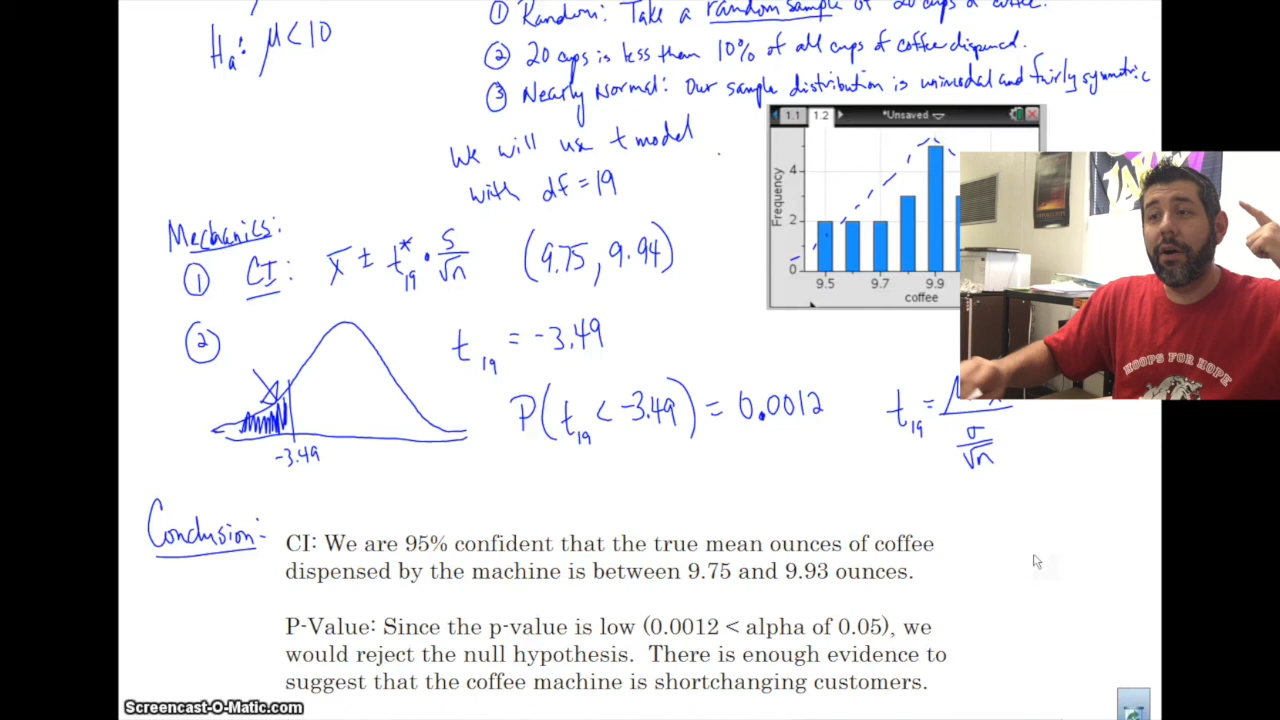 ① Random: Take a random sample of 20 cups of coffee.
Ha: μ < 10
② 20 cups is less than 10% of all cups of coffee dispensed.
③ Nearly Normal: Our sample distribution is unimodal and fairly symmetric
We will use t model
with df = 19
1.1 1.2 *Unsaved
Frequency
4
2
0
9.5 9.7 9.9
coffee
Mechanics:
① CI: x̄ ± t*19 · s/√n (9.75, 9.94)
②
t19 = -3.49
P(t19 < -3.49) = 0.0012
t19 =
σ/√n
-3.49
HOOPS FOR HOPE
Conclusion:
CI: We are 95% confident that the true mean ounces of coffee
dispensed by the machine is between 9.75 and 9.93 ounces.
P-Value: Since the p-value is low (0.0012 < alpha of 0.05), we
would reject the null hypothesis. There is enough evidence to
suggest that the coffee machine is shortchanging customers.
Screencast-O-Matic.com